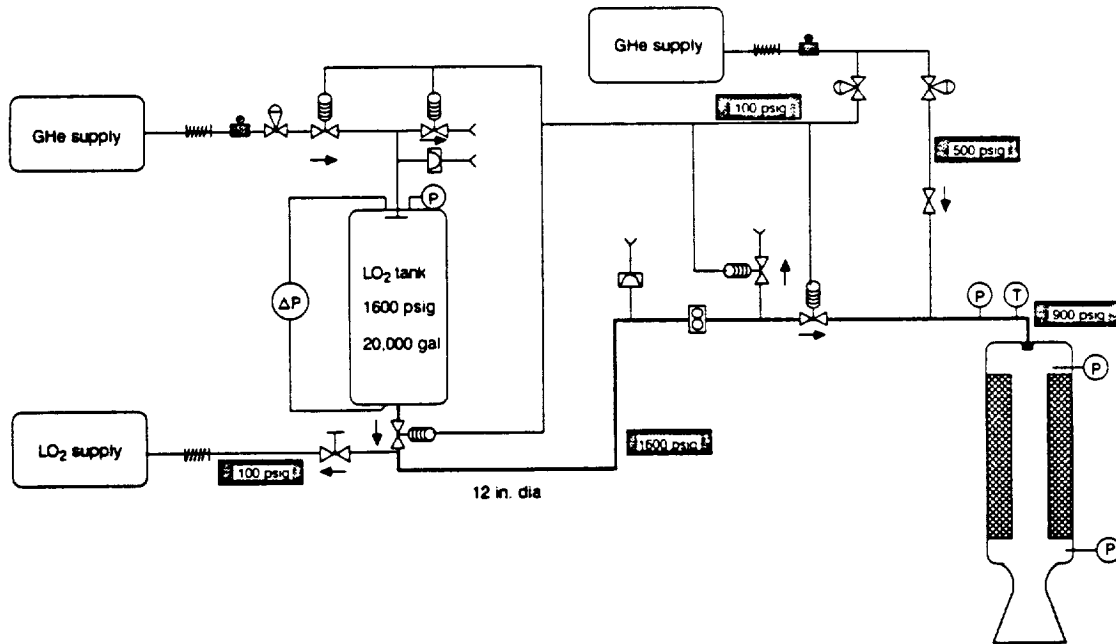 GHe supply
GHe supply
100 psig
500 psig
P
LO₂ tank
1600 psig
20,000 gal
ΔP
P
T
900 psig
P
LO₂ supply
100 psig
1600 psig
12 in. dia
P